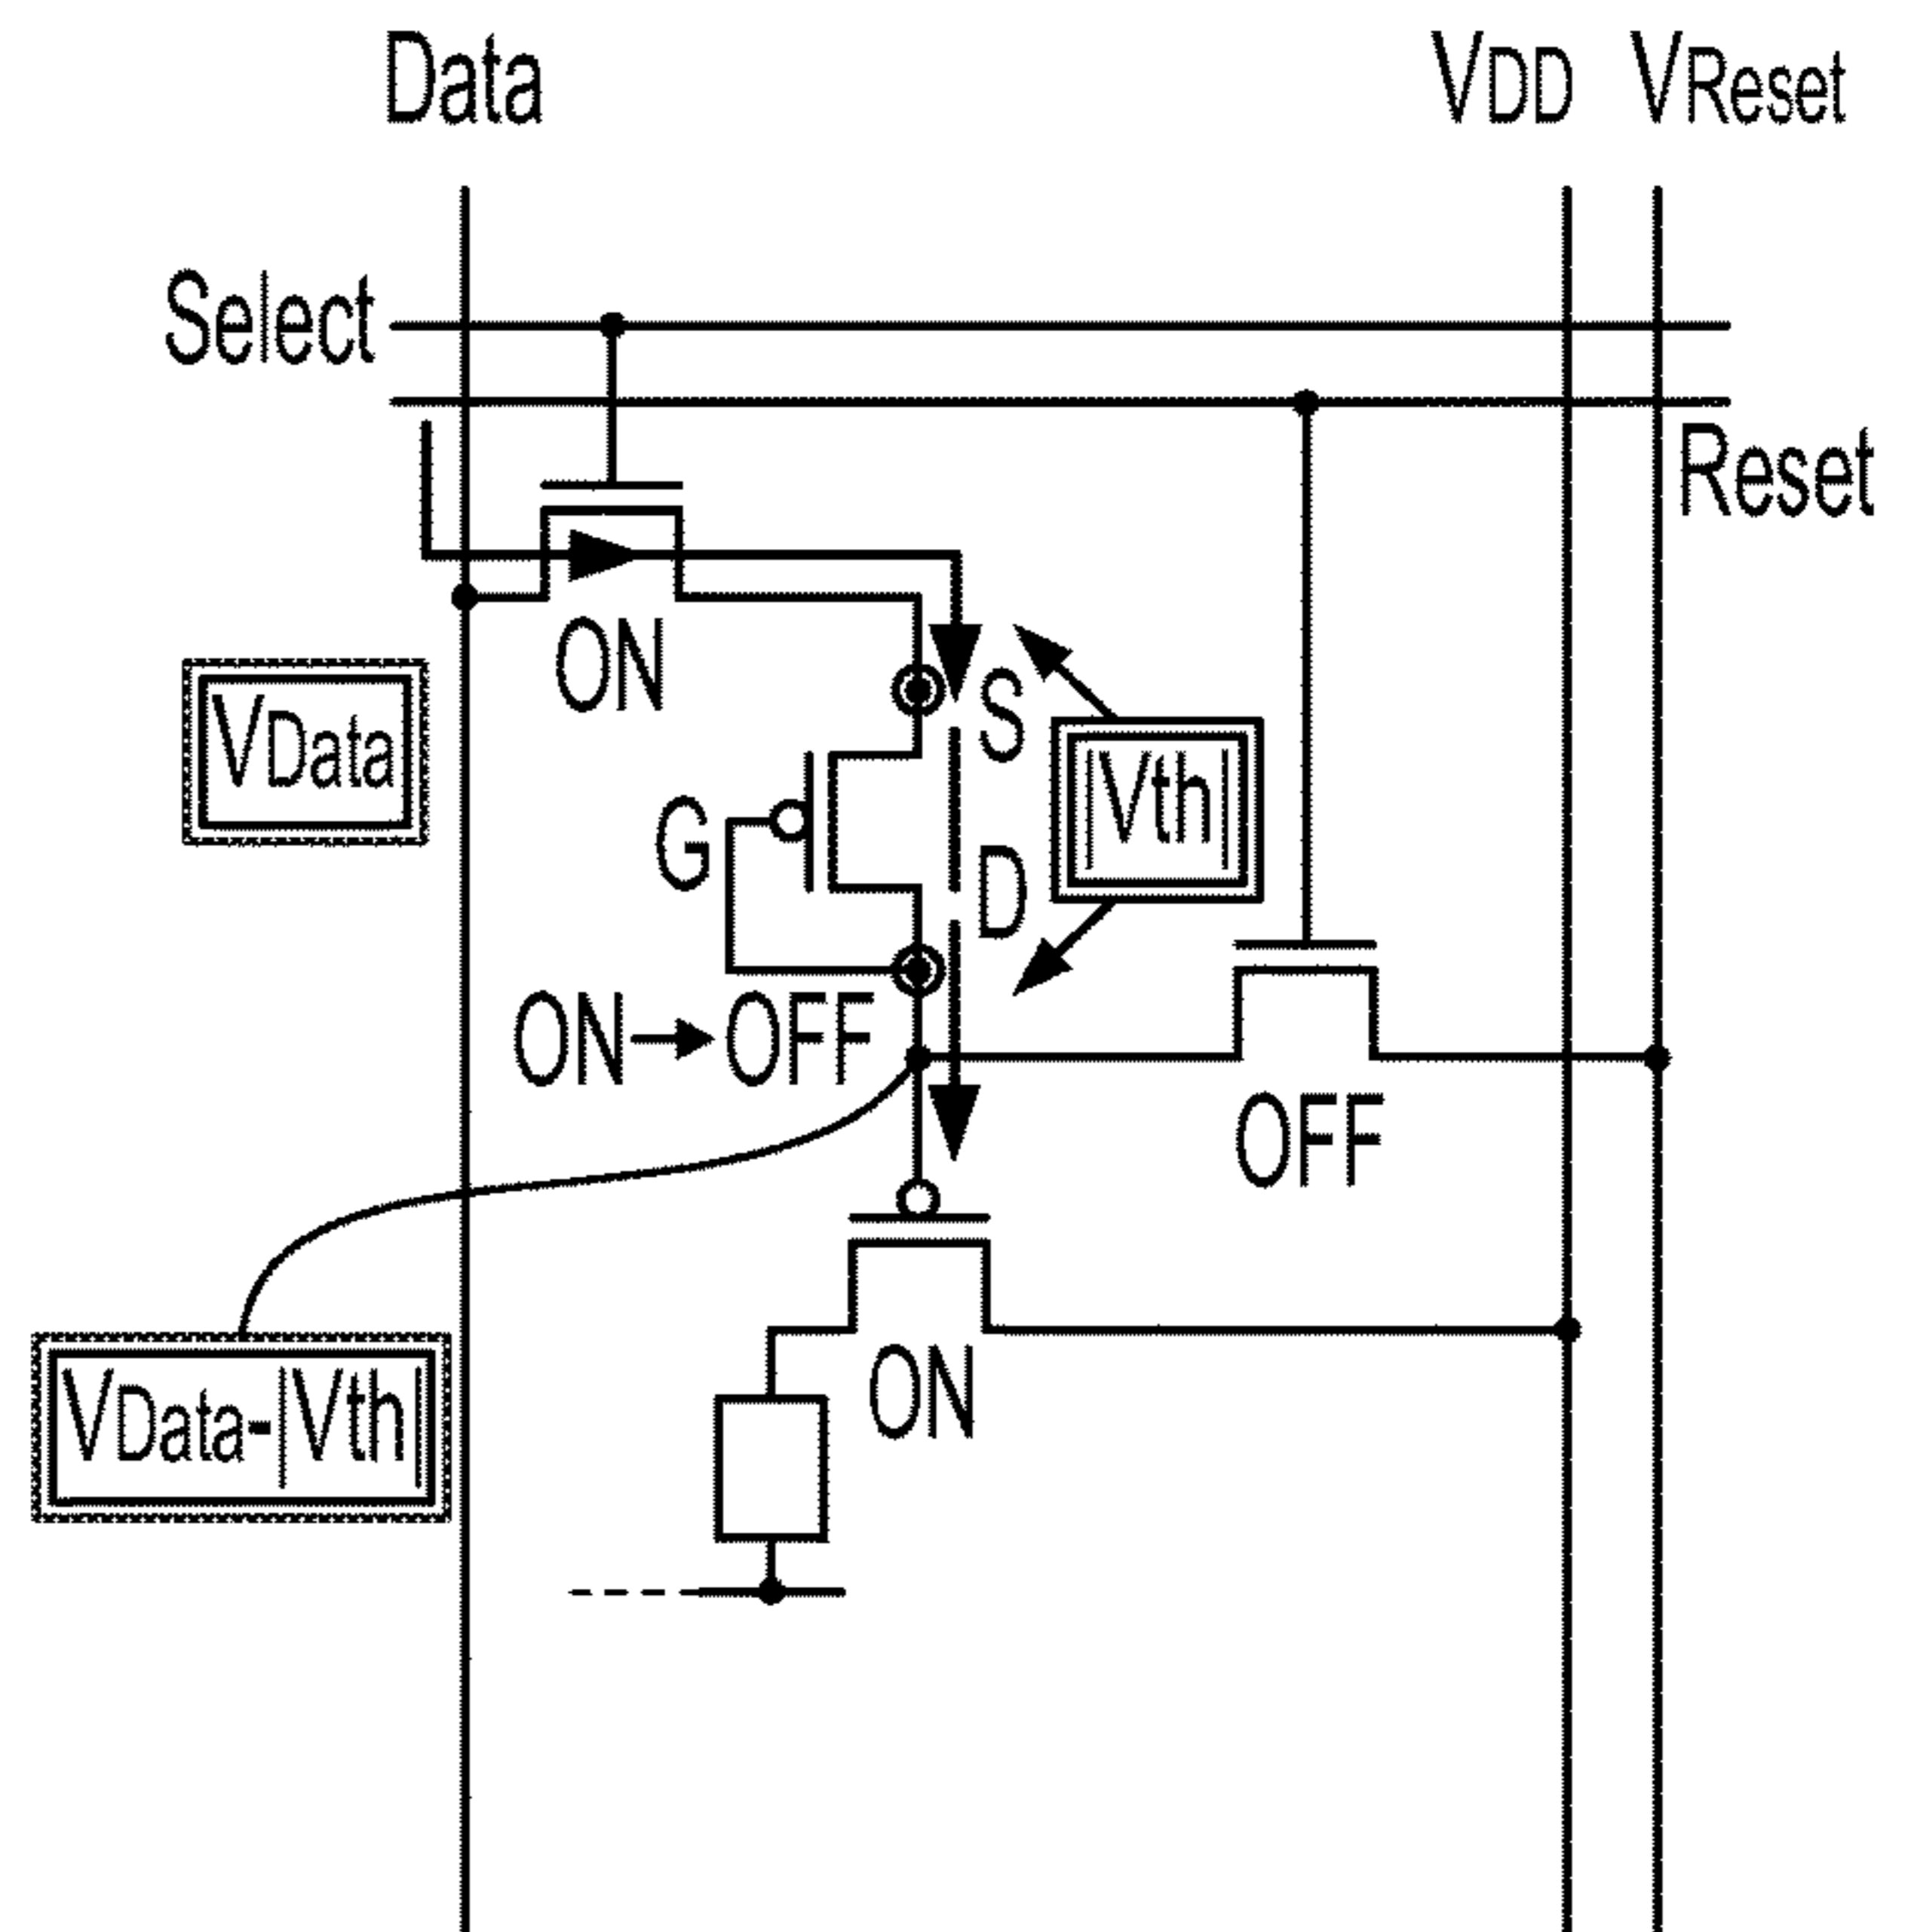 Data
VDD VReset
Select
Reset
ON
VData
S
|Vth|
G
D
ON→OFF
OFF
ON
VData-|Vth|